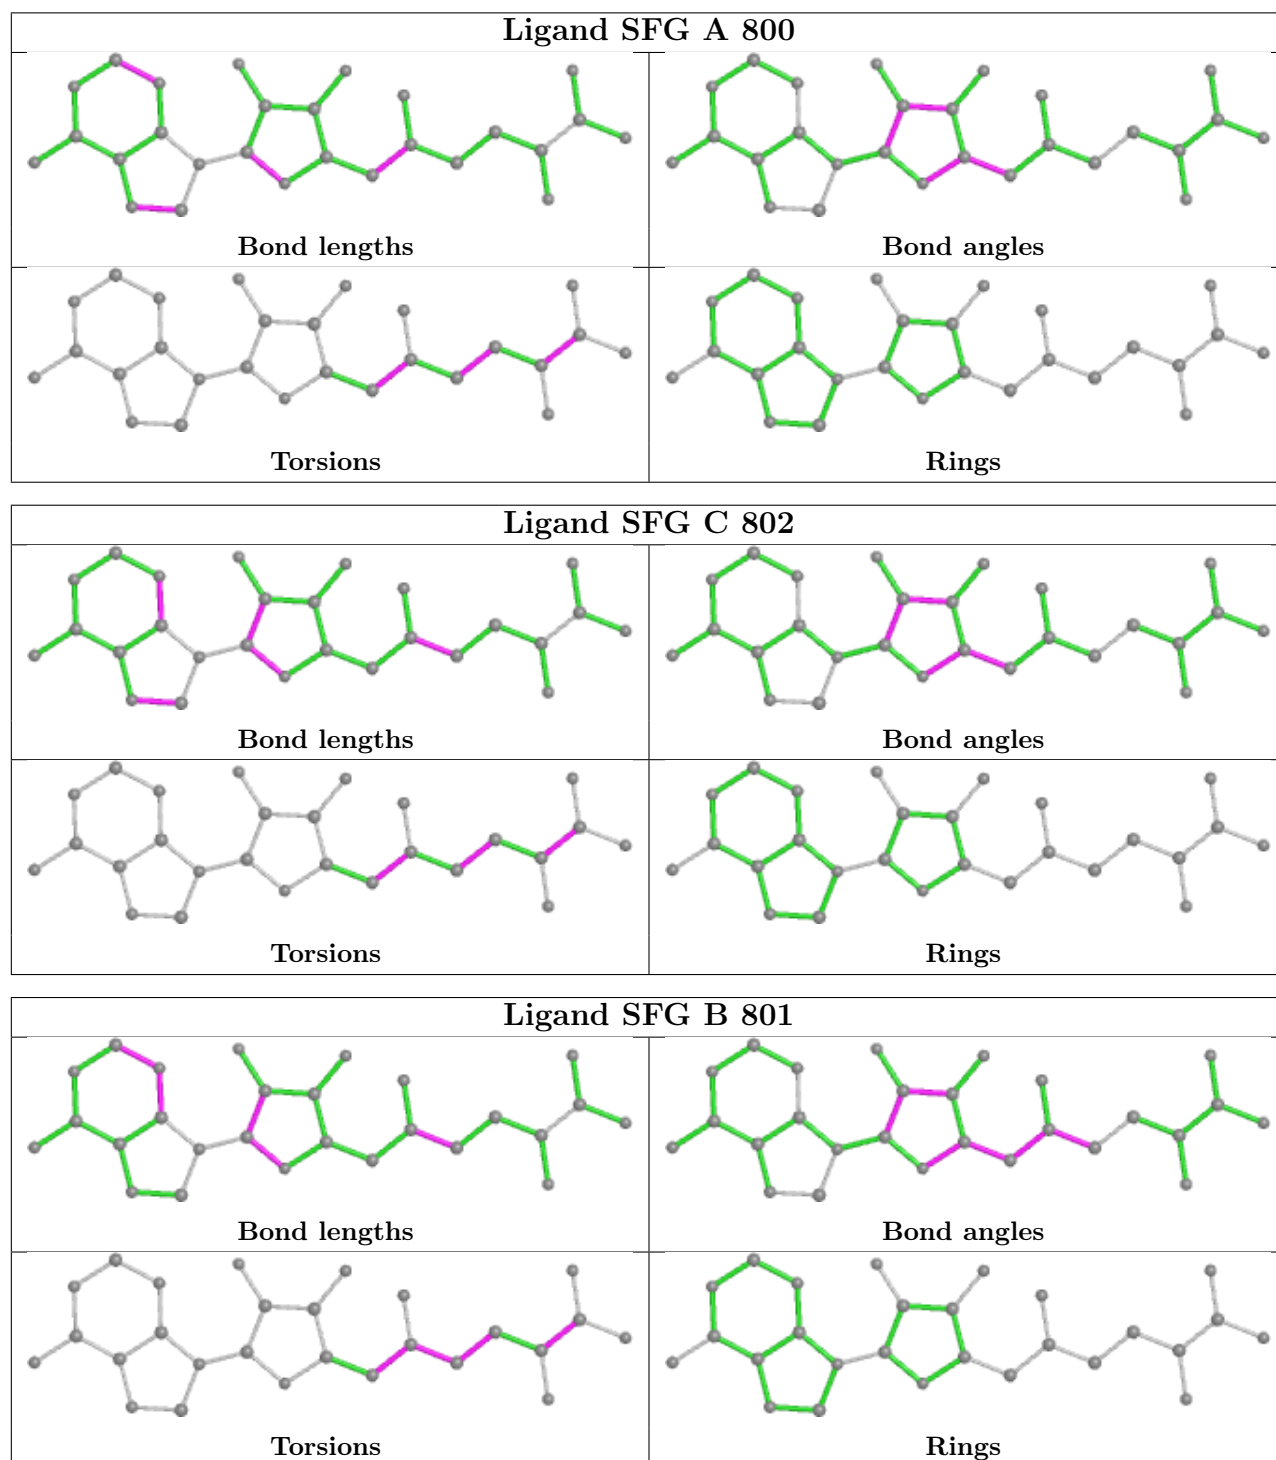 Ligand SFG A 800
Bond lengths
Bond angles
Torsions
Rings
Ligand SFG C 802
Bond lengths
Bond angles
Torsions
Rings
Ligand SFG B 801
Bond lengths
Bond angles
Torsions
Rings